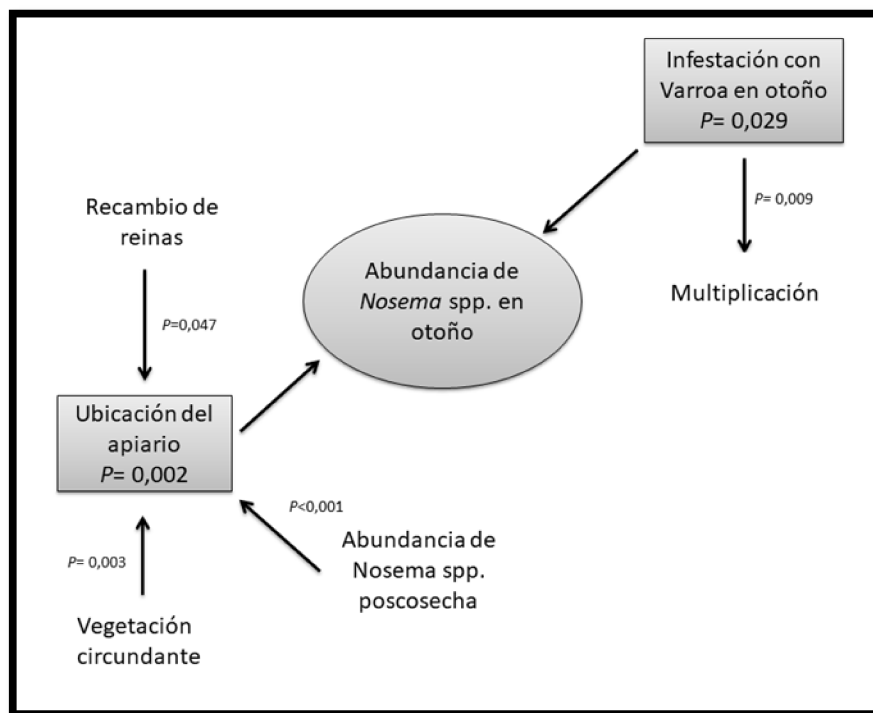 Infestación con
Varroa en otoño
P= 0,029
P= 0,009
Multiplicación
Recambio de
reinas
P=0,047
Abundancia de
Nosema spp. en
otoño
Ubicación del
apiario
P= 0,002
P<0,001
P= 0,003
Abundancia de
Nosema spp.
poscosecha
Vegetación
circundante